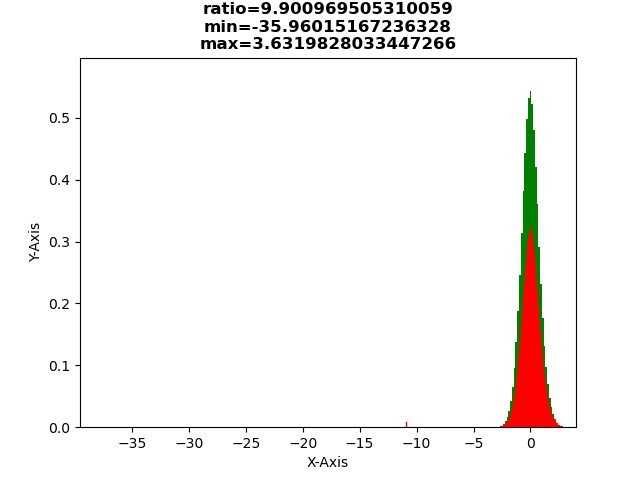 ratio=9.900969505310059
min=-35.96015167236328
max=3.6319828033447266
0.5
0.4
0.3
0.2
0.1
0.0
Y-Axis
−35 −30 −25 −20 −15 −10 −5 0
X-Axis